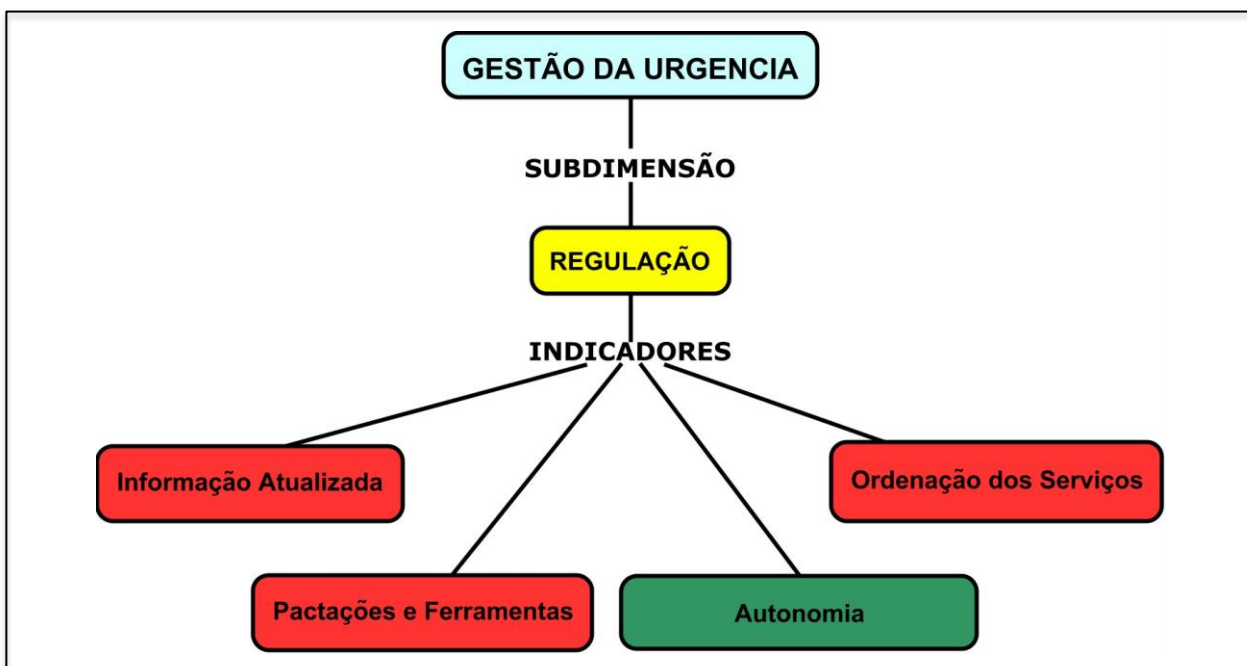 GESTÃO DA URGENCIA
SUBDIMENSÃO
REGULAÇÃO
INDICADORES
Informação Atualizada
Ordenação dos Serviços
Pactações e Ferramentas
Autonomia